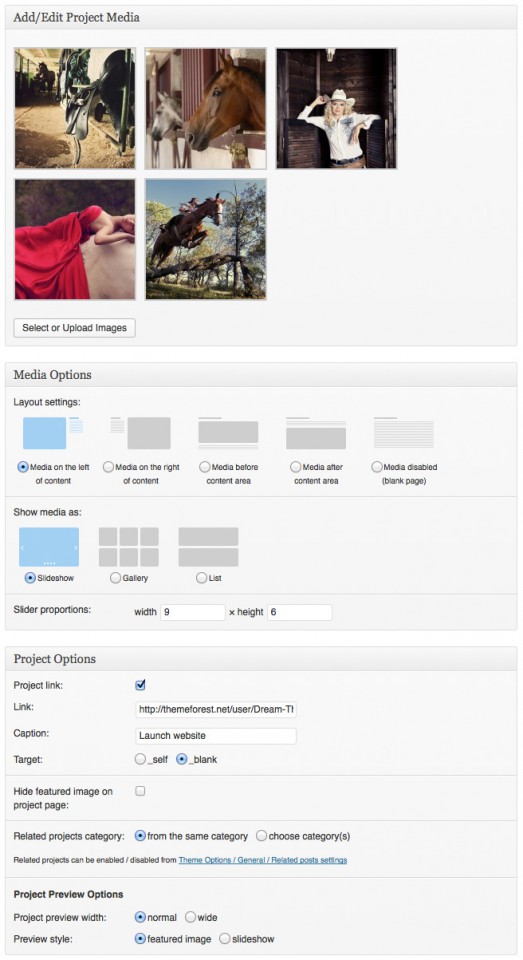 Add/Edit Project Media
Select or Upload Images
Media Options
Layout settings:
Media on the left of content
Media on the right of content
Media before content area
Media after content area
Media disabled (blank page)
Show media as:
Slideshow
Gallery
List
Slider proportions:
width 9 × height 6
Project Options
Project link:
Link: http://themeforest.net/user/Dream-Th
Caption: Launch website
Target: _self _blank
Hide featured image on
project page:
Related projects category: from the same category choose category(s)
Related projects can be enabled / disabled from Theme Options / General / Related posts settings
Project Preview Options
Project preview width: normal wide
Preview style: featured image slideshow